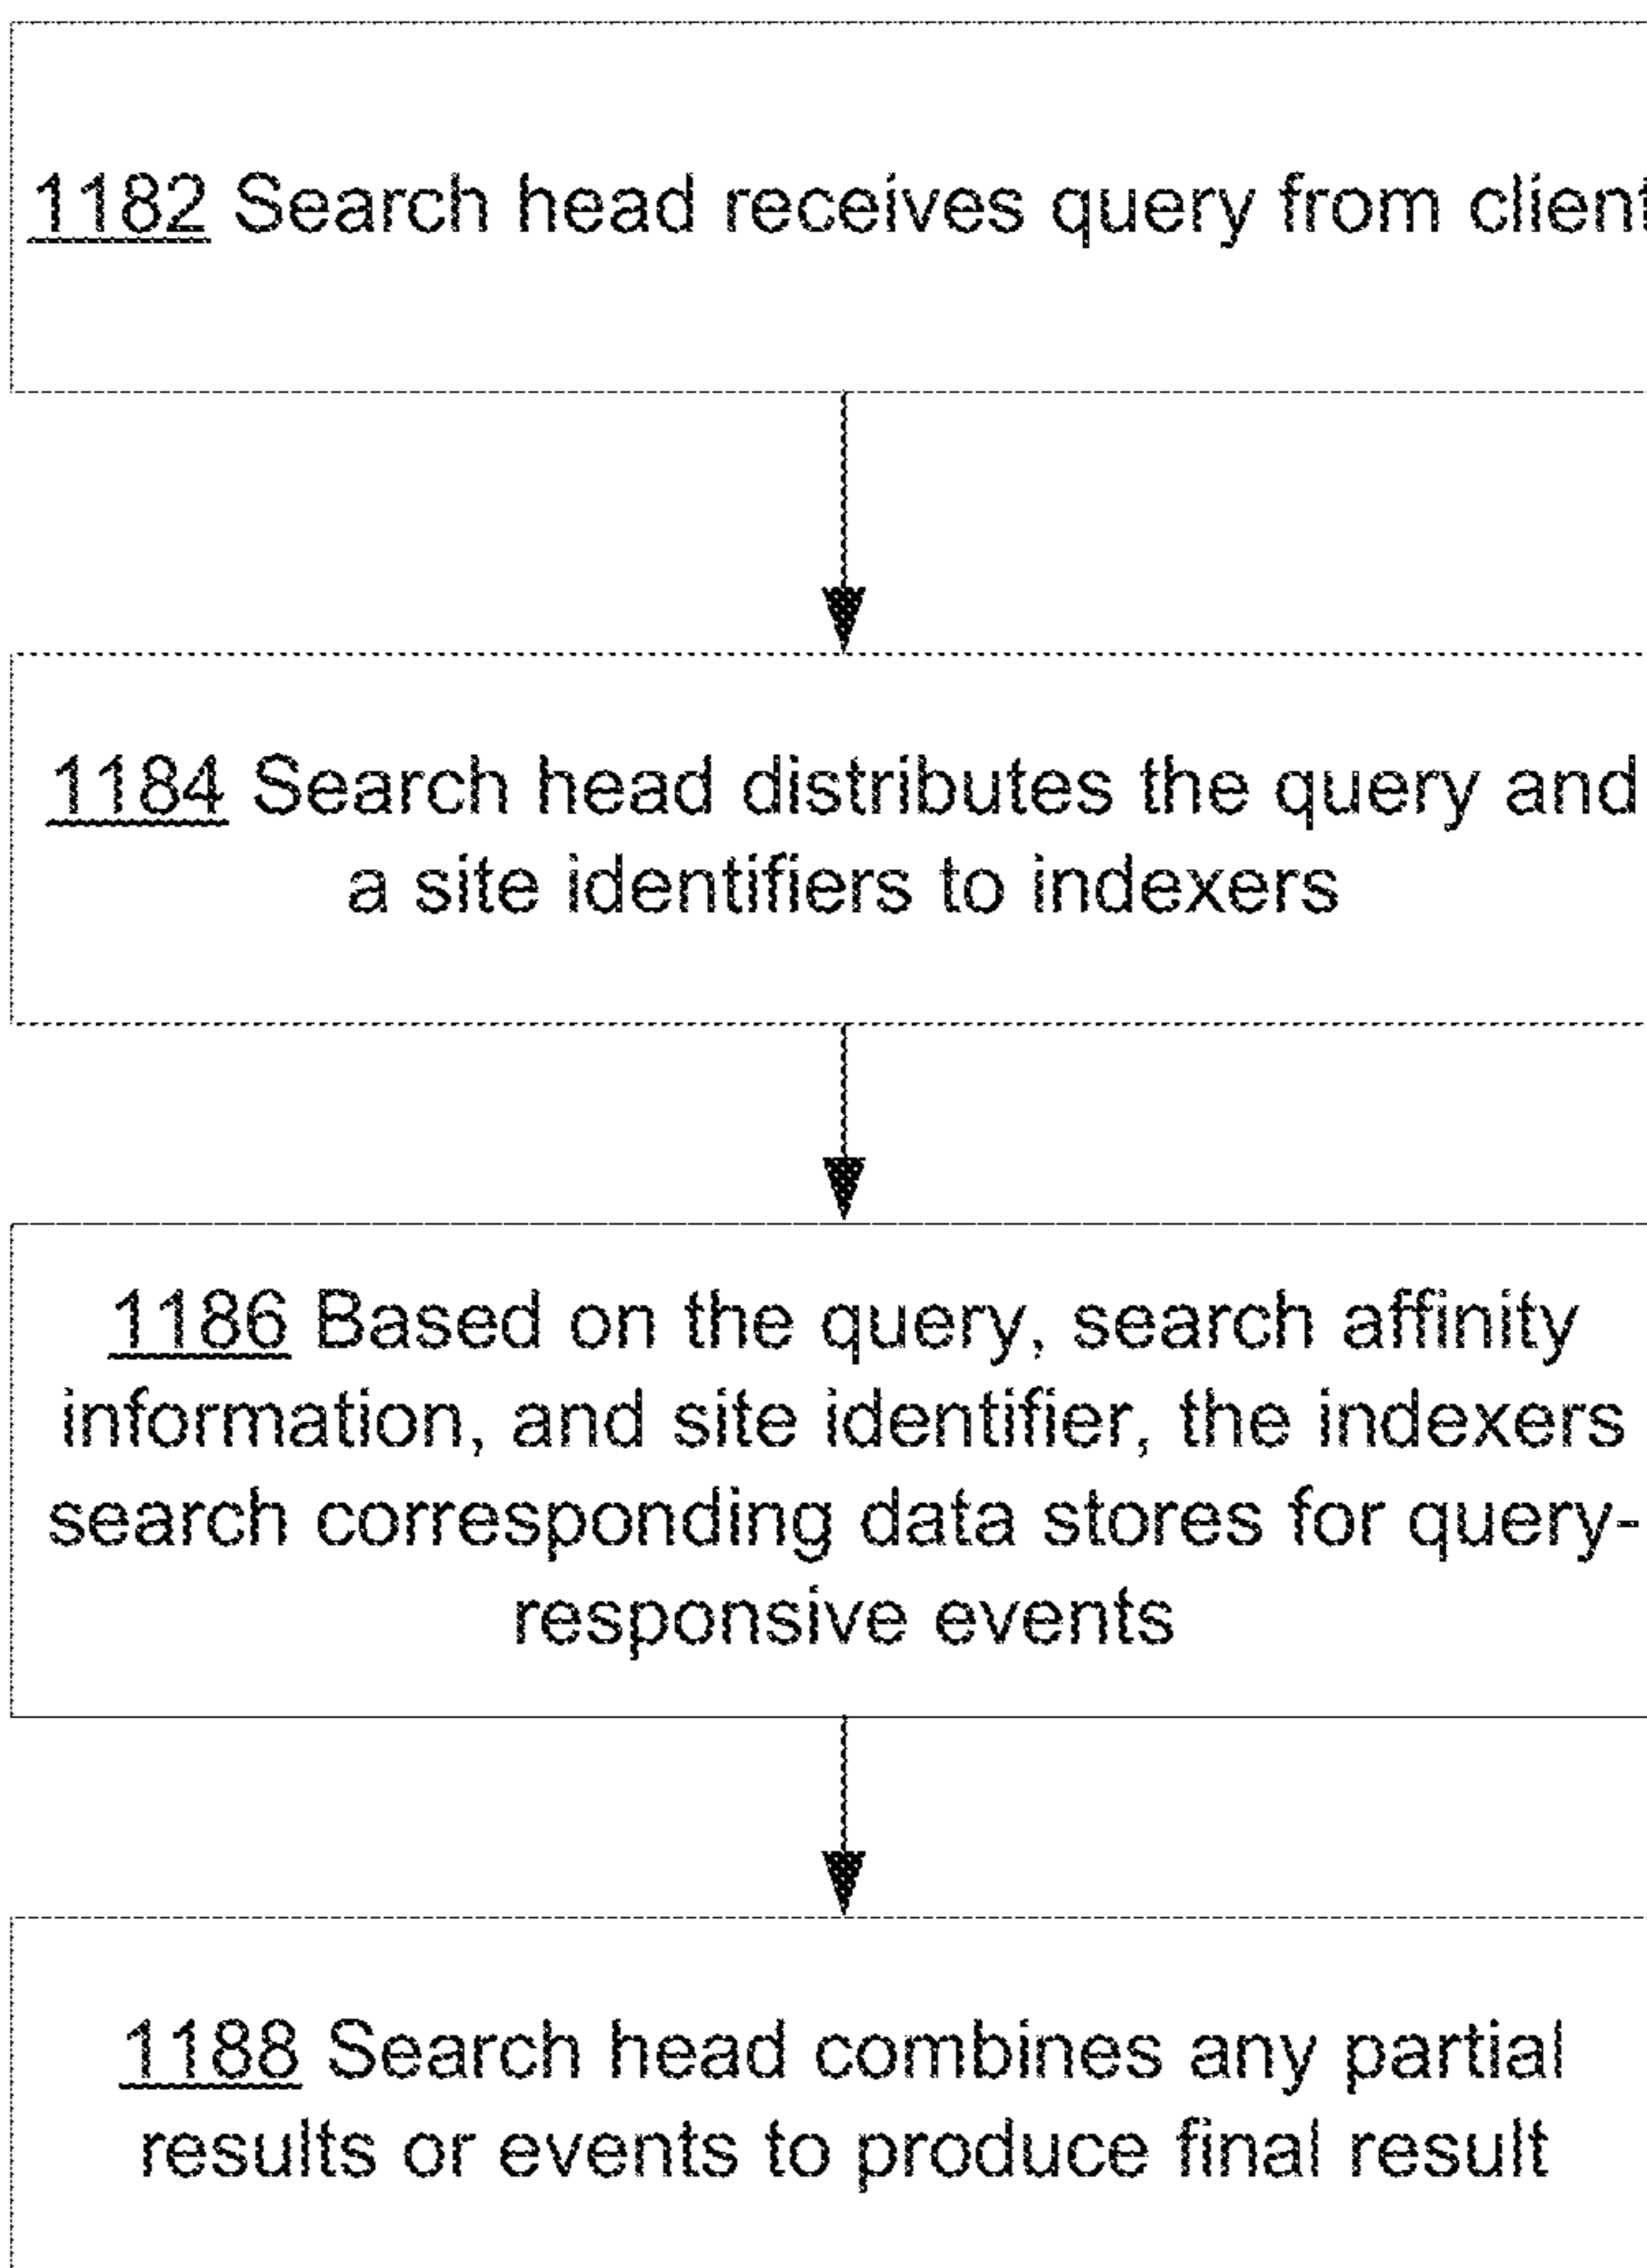 1182 Search head receives query from client
1184 Search head distributes the query and
a site identifiers to indexers
1186 Based on the query, search affinity
information, and site identifier, the indexers
search corresponding data stores for query-
responsive events
1188 Search head combines any partial
results or events to produce final result